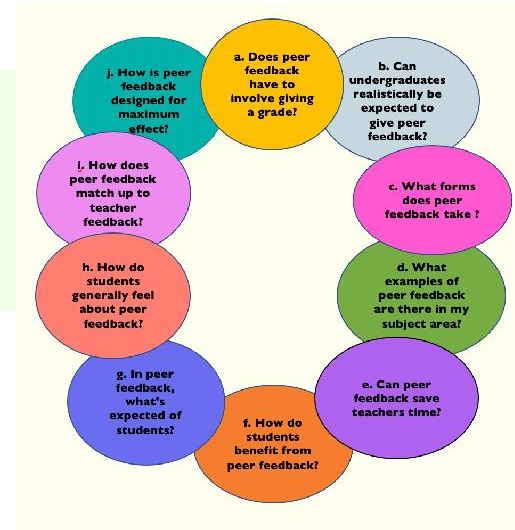 a. Does peer
feedback
have to
involve giving
a grade?
b. Can
undergraduates
realistically be
expected to
give peer
feedback?
c. What forms
does peer
feedback take ?
d. What
examples of
peer feedback
are there in my
subject area?
e. Can peer
feedback save
teachers time?
f. How do
students
benefit from
peer feedback?
g. In peer
feedback,
what's
expected of
students?
h. How do
students
generally feel
about peer
feedback?
i. How does
peer feedback
match up to
teacher
feedback?
j. How is peer
feedback
designed for
maximum
effect?